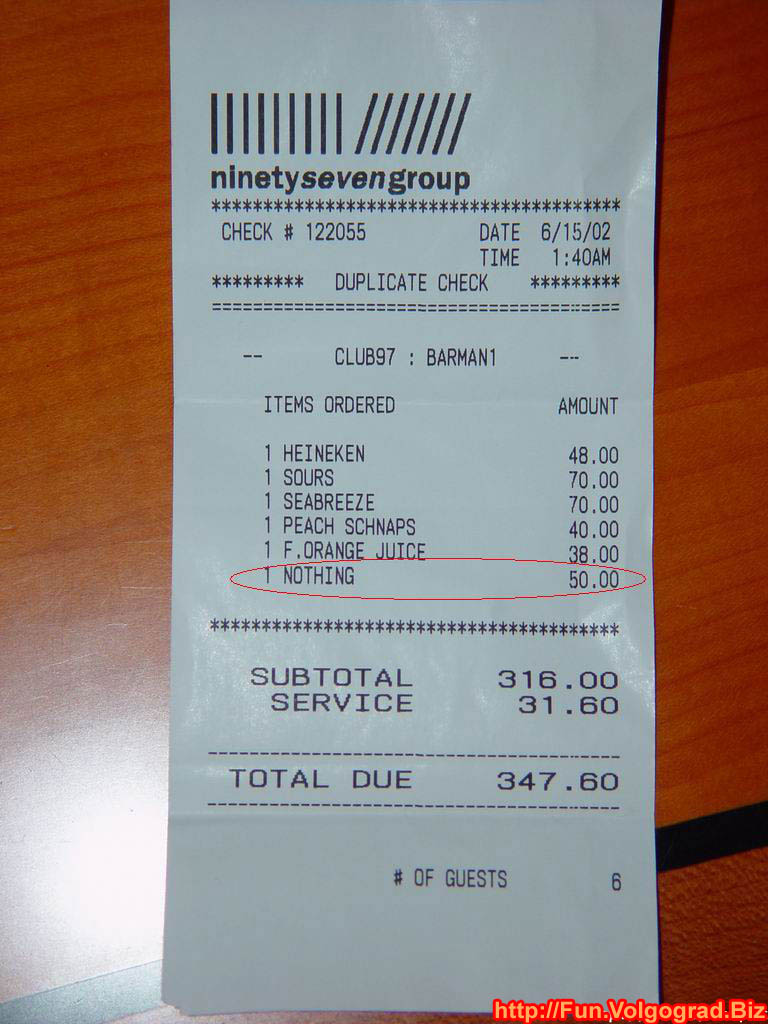 ninetysevengroup
****************************************
CHECK # 122055 DATE 6/15/02
TIME 1:40AM
********* DUPLICATE CHECK *********
========================================
-- CLUB97 : BARMAN1 --
ITEMS ORDERED AMOUNT
1 HEINEKEN 48.00
1 SOURS 70.00
1 SEABREEZE 70.00
1 PEACH SCHNAPS 40.00
1 F.ORANGE JUICE 38.00
1 NOTHING 50.00
****************************************
SUBTOTAL 316.00
SERVICE 31.60
----------------------------------------
TOTAL DUE 347.60
----------------------------------------
# OF GUESTS 6
http://Fun.Volgograd.Biz